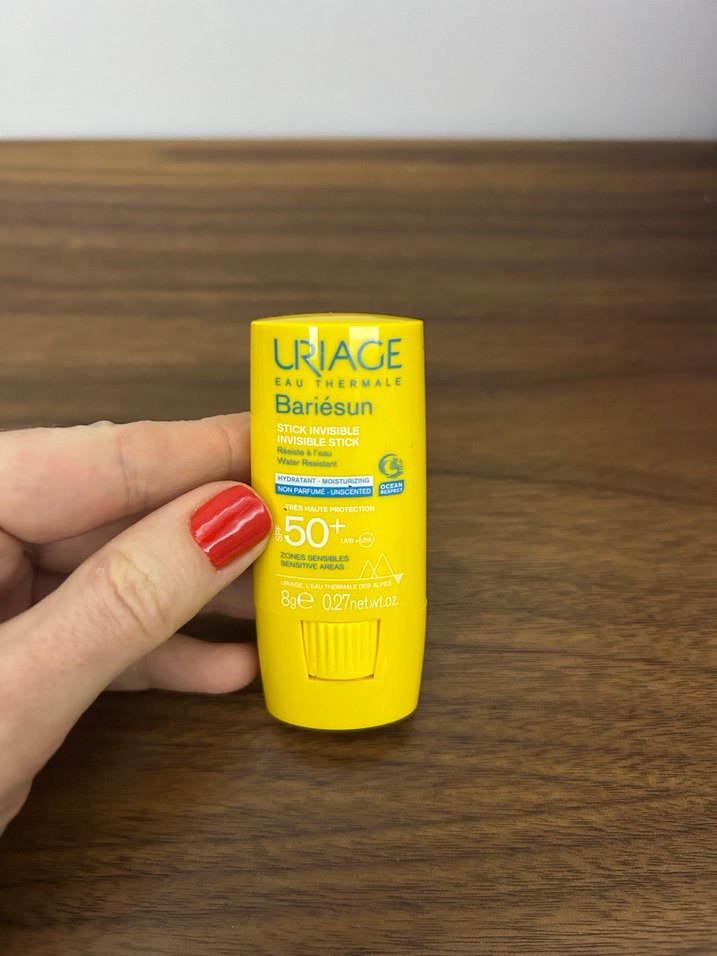 URIAGE
EAU THERMALE
Bariésun
STICK INVISIBLE
INVISIBLE STICK
Résiste à l'eau
Water Resistant
HYDRATANT - MOISTURIZING
NON PARFUMÉ - UNSCENTED
OCEAN
RESPECT
TRÈS HAUTE PROTECTION
SPF 50+ UVB + UVA
ZONES SENSIBLES
SENSITIVE AREAS
URIAGE, L'EAU THERMALE DES ALPES
8g℮ 0.27net.wt.oz.